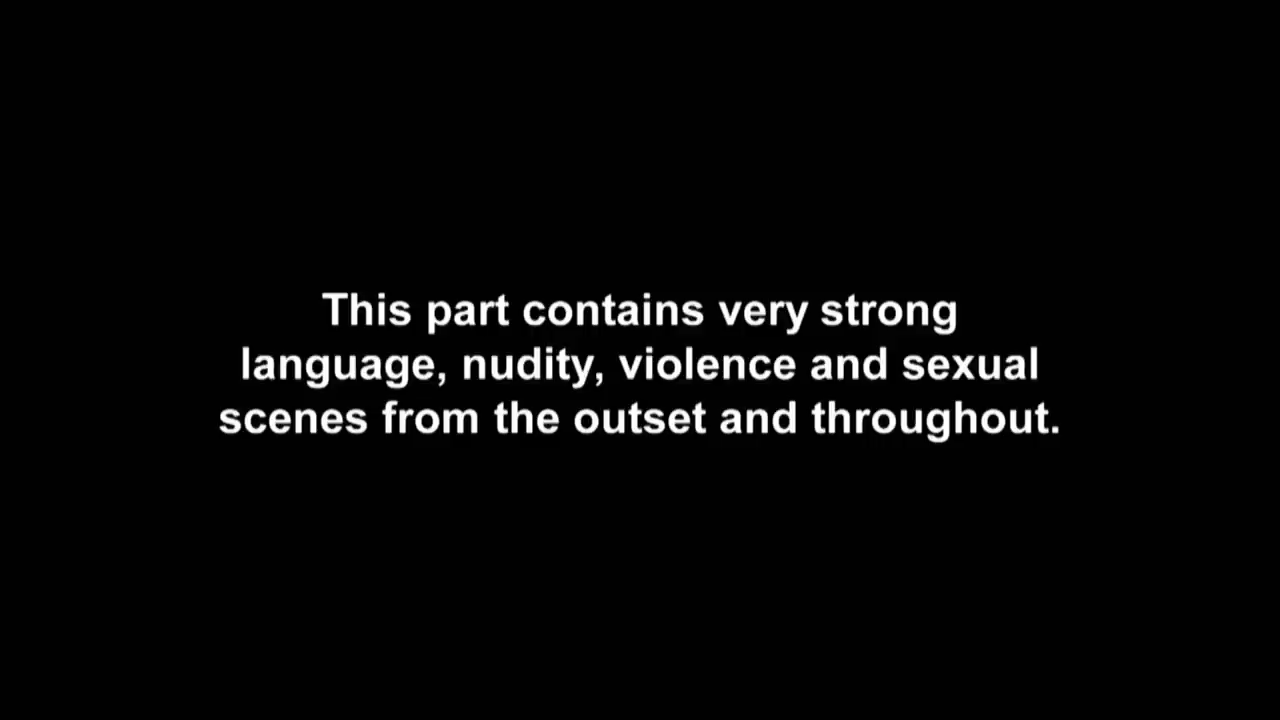 This part contains very strong
language, nudity, violence and sexual
scenes from the outset and throughout.